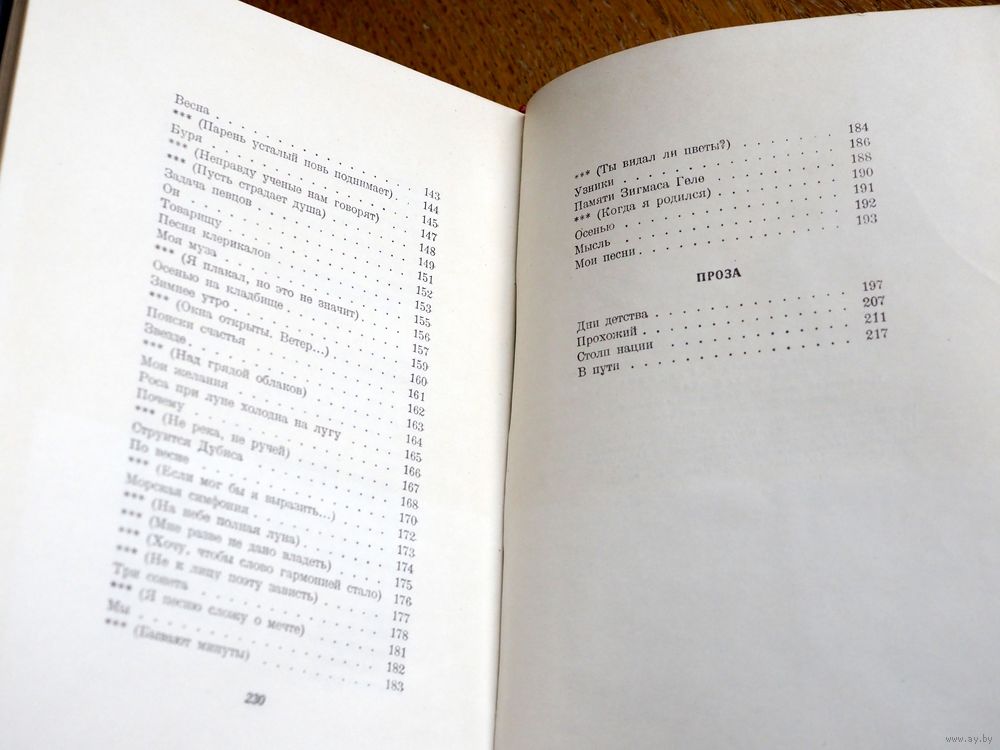 Весна . . . 143
*** (Парень усталый новь поднимает) . . . 144
Буря . . . 145
*** (Неправду ученые нам говорят) . . . 147
*** (Пусть страдает душа) . . . 148
Задача певцов . . . 149
Он . . . 151
Товарищу . . . 152
Песня клерикалов . . . 153
Моя муза . . . 155
*** (Я плакал, но это не значит) . . . 156
Осенью на кладбище . . . 157
Зимнее утро . . . 159
*** (Окна открыты. Ветер...) . . . 160
Поиски счастья . . . 161
Звезде . . . 162
*** (Над грядой облаков) . . . 163
Мои желания . . . 164
Роса при луне холодна на лугу . . . 165
Почему . . . 166
*** (Не река, не ручей) . . . 167
Струится Дубиса . . . 168
По весне . . . 170
*** (Если мог бы я выразить...) . . . 172
Морская симфония . . . 173
*** (На небе полная луна) . . . 174
*** (Мне разве не дано владеть) . . . 175
*** (Хочу, чтобы слово гармонией стало) 176
*** (Не к лицу поэту зависть) . . . 177
Три совета . . . 178
*** (Я песню сложу о мечте) . . . 181
Мы . . . 182
*** (Бывают минуты) . . . 183
230
*** (Ты видал ли цветы?) . . . 184
Узники . . . 186
Памяти Зигмаса Геле . . . 188
*** (Когда я родился) . . . 190
Осенью . . . 191
Мысль . . . 192
Мои песни . . . 193
ПРОЗА
Дни детства . . . 197
Прохожий . . . 207
Столп нации . . . 211
В пути . . . 217
www.ay.by